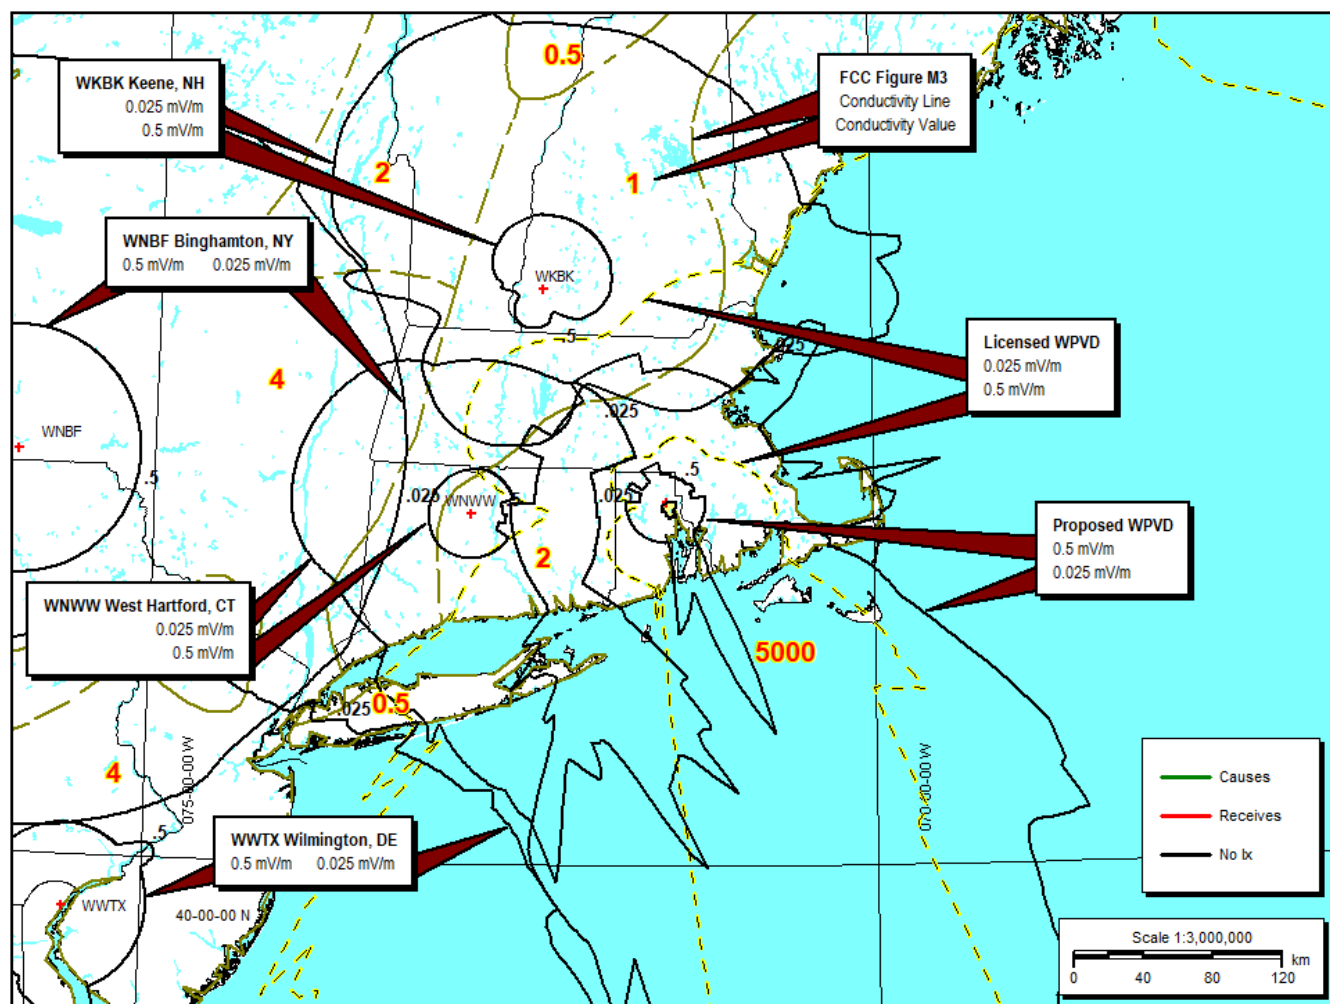 0.5
WKBK Keene, NH
0.025 mV/m
0.5 mV/m
FCC Figure M3
Conductivity Line
Conductivity Value
2
1
WNBF Binghamton, NY
0.5 mV/m 0.025 mV/m
WKBK
.5
Licensed WPVD
0.025 mV/m
0.5 mV/m
.025
4
.025
WNBF
.5
.5
.025
WNWW
.5
.025
Proposed WPVD
0.5 mV/m
0.025 mV/m
2
WNWW West Hartford, CT
0.025 mV/m
0.5 mV/m
5000
.025
0.5
4
075-00-00 W
070-00-00 W
Causes
Receives
No Ix
.5
WWTX Wilmington, DE
0.5 mV/m 0.025 mV/m
WWTX
40-00-00 N
Scale 1:3,000,000
km
0 40 80 120